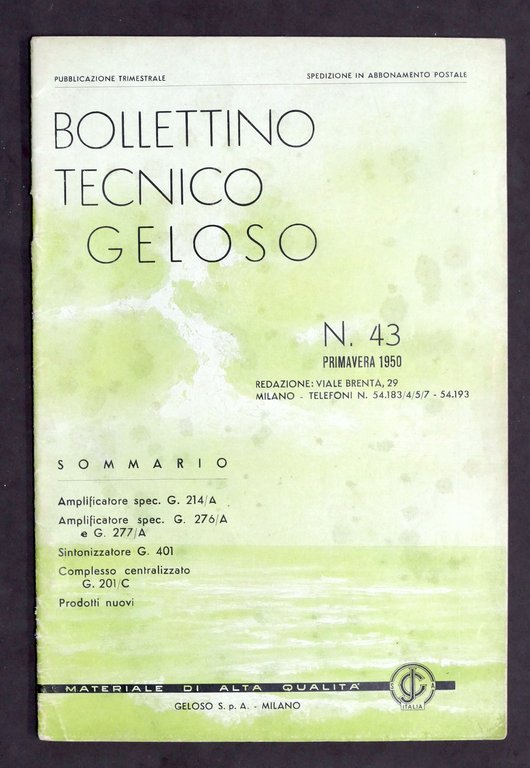 PUBBLICAZIONE TRIMESTRALE
SPEDIZIONE IN ABBONAMENTO POSTALE
BOLLETTINO
TECNICO
GELOSO
N. 43
PRIMAVERA 1950
REDAZIONE: VIALE BRENTA, 29
MILANO - TELEFONI N. 54.183/4/5/7 - 54.193
SOMMARIO
Amplificatore spec. G. 214/A
Amplificatore spec. G. 276/A
e G. 277/A
Sintonizzatore G. 401
Complesso centralizzato
G. 201/C
Prodotti nuovi
MATERIALE DI ALTA QUALITA'
ITALIA
GELOSO S. p. A. - MILANO